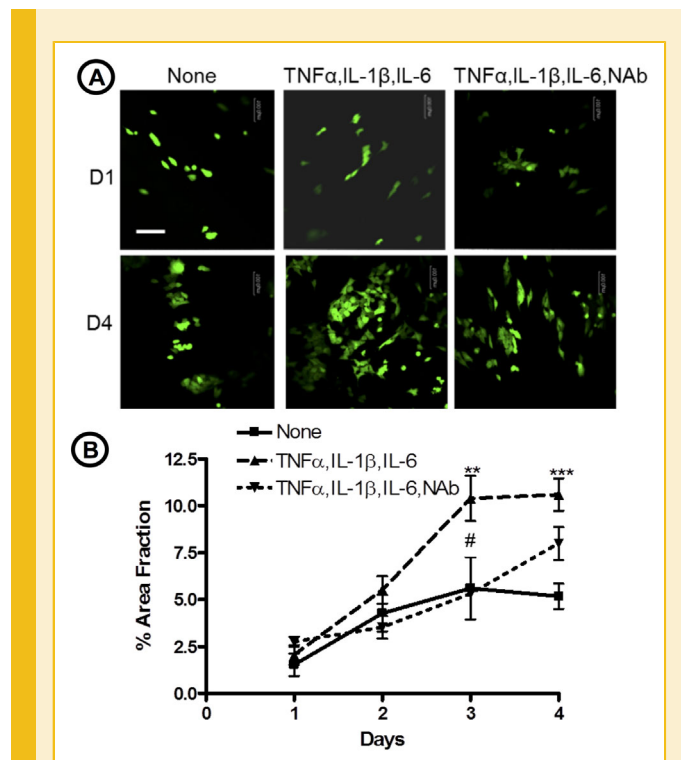 A
None TNFα,IL-1β,IL-6 TNFα,IL-1β,IL-6,NAb
D1
D4
B
None
TNFα,IL-1β,IL-6
TNFα,IL-1β,IL-6,NAb
** ***
#
12.5
10.0
7.5
5.0
2.5
0.0
% Area Fraction
0 1 2 3 4
Days